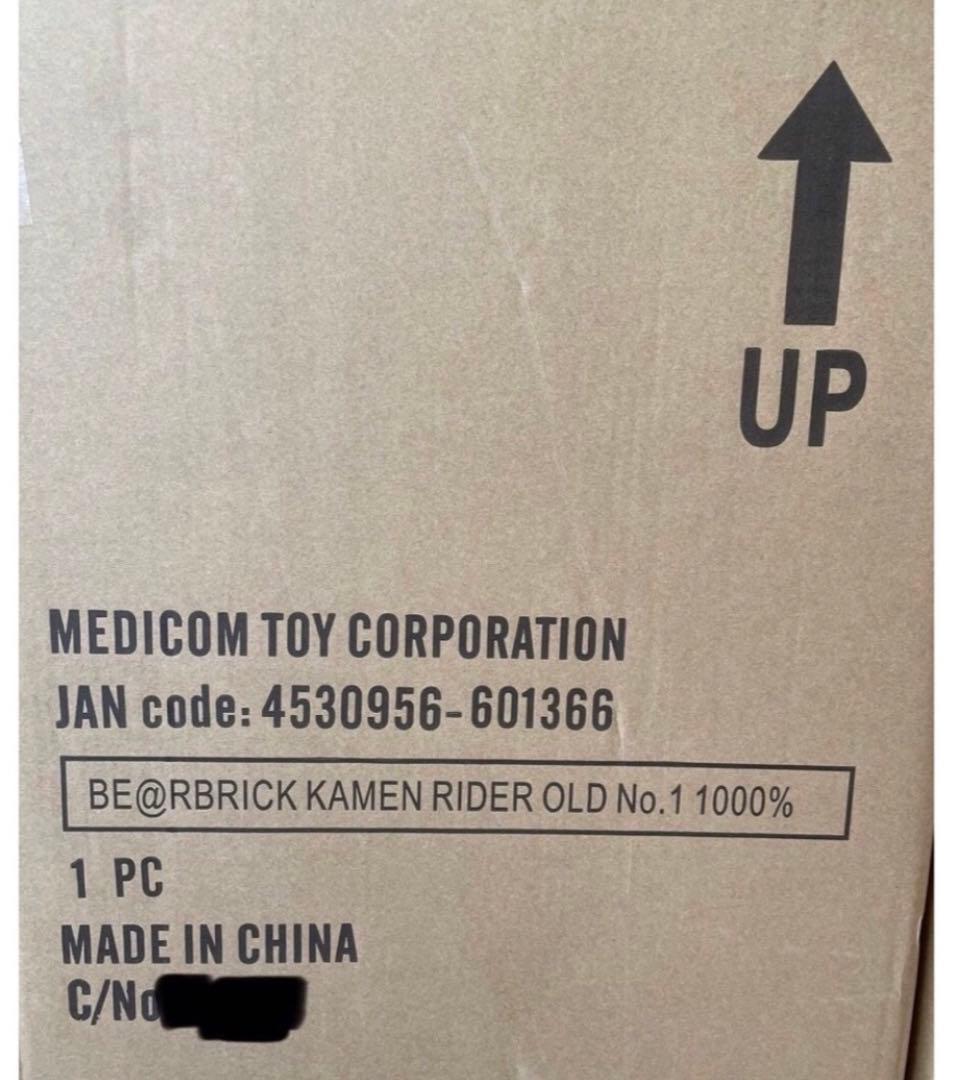 UP
MEDICOM TOY CORPORATION
JAN code: 4530956-601366
BE@RBRICK KAMEN RIDER OLD No.1 1000%
1 PC
MADE IN CHINA
C/No